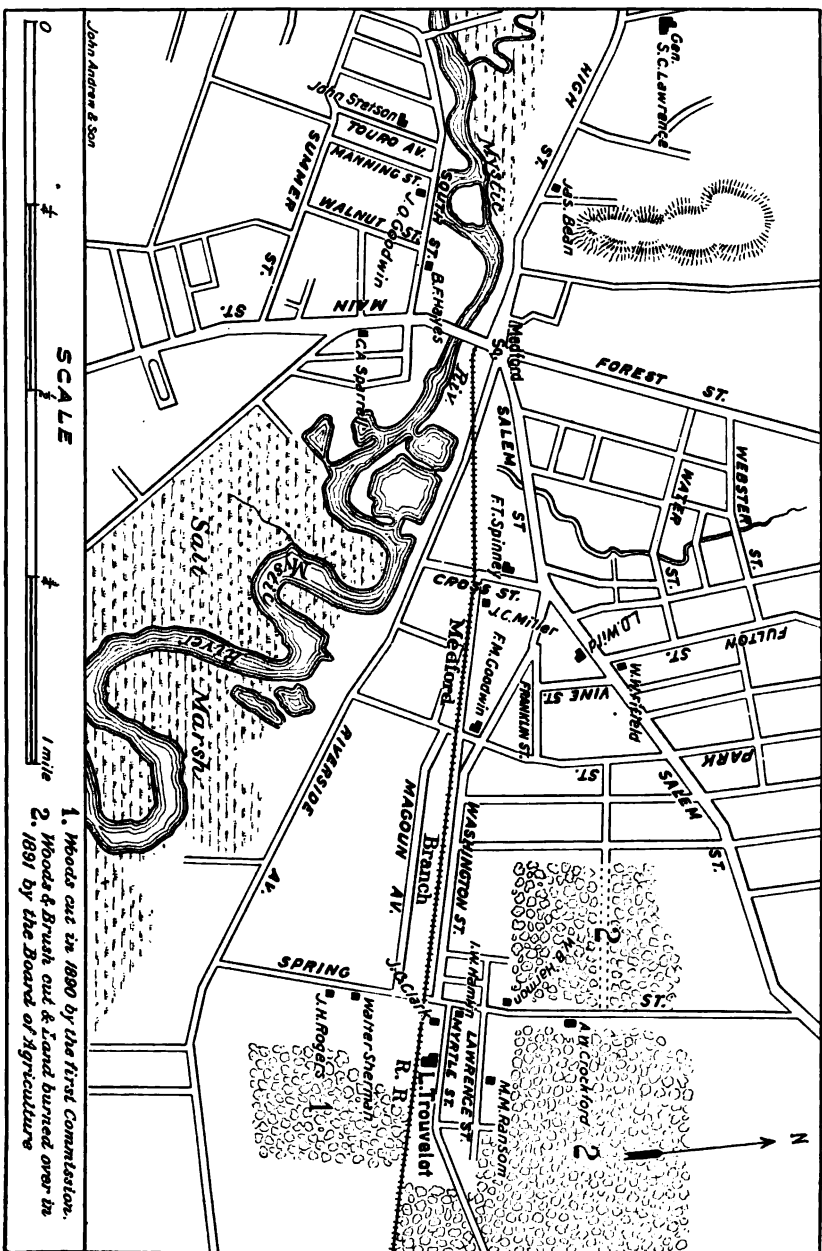 Gen.
S.C. Lawrence
HIGH
ST.
Jas. Bean
Mystic
Riv
John Stetson
TOURO AV.
MANNING ST.
J.O. Goodwin
WALNUT ST.
SOUTH
ST.
B.F. Hayes
SUMMER
ST.
MAIN
ST.
C.A. Sparre
Medford
Sq.
FOREST ST.
SALEM
ST
WATER
ST.
WEBSTER
ST.
F.T. Spinney
CROSS ST.
J.C. Miller
L.D. Wild
FULTON
ST.
W.W. Fifield
VINE ST.
FRANKLIN ST.
F.M. Goodwin
PARK
ST.
SALEM
ST.
Medford
Branch
R. R
Salt
Marsh
Mystic
River
RIVERSIDE
AV.
MAGOUN AV.
WASHINGTON ST.
SPRING
ST.
2
W.B. Harmon
I.W. Hamlin
LAWRENCE ST.
MYRTLE ST.
J.O. Clark
L. Trouvelot
Walter Sherman
J.H. Rogers
1
A.W. Crockford
M.M. Ransom
2
N
John Andrew & Son
SCALE
0
¼
½
¾
1 mile
1. Woods cut in 1890 by the first Commission.
2. Woods & Brush cut & Land burned over in
1891 by the Board of Agriculture